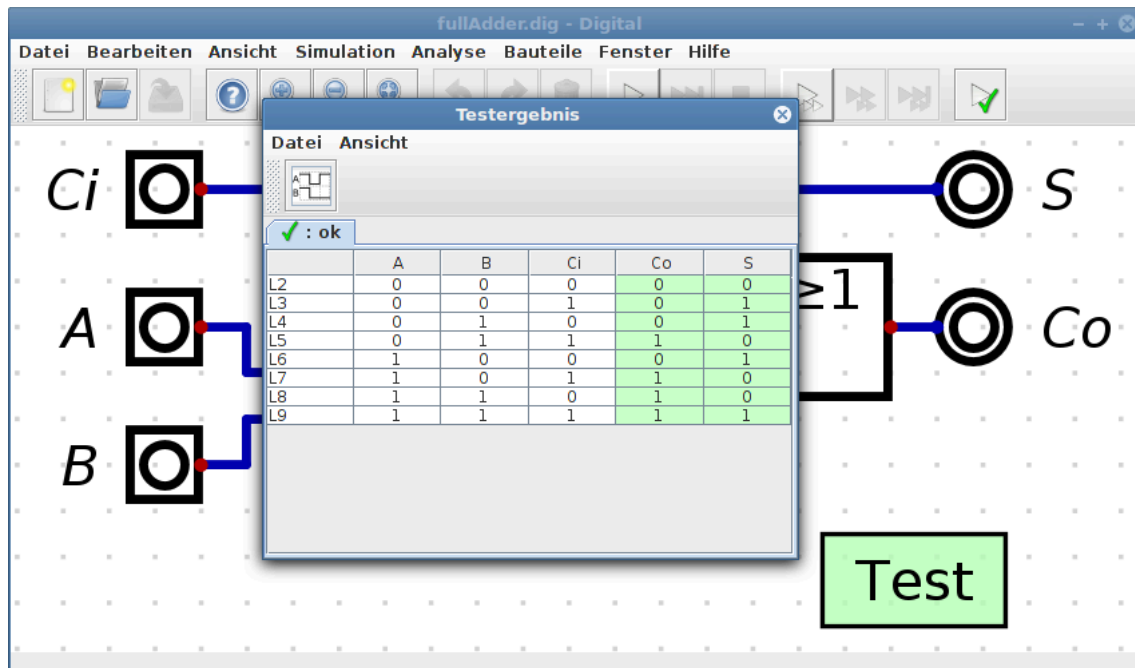 fullAdder.dig - Digital
Datei Bearbeiten Ansicht Simulation Analyse Bauteile Fenster Hilfe
Testergebnis
Datei Ansicht
✓ : ok
A B Ci Co S
L2 0 0 0 0 0
L3 0 0 1 0 1
L4 0 1 0 0 1
L5 0 1 1 1 0
L6 1 0 0 0 1
L7 1 0 1 1 0
L8 1 1 0 1 0
L9 1 1 1 1 1
Ci
A
B
≥1
S
Co
Test